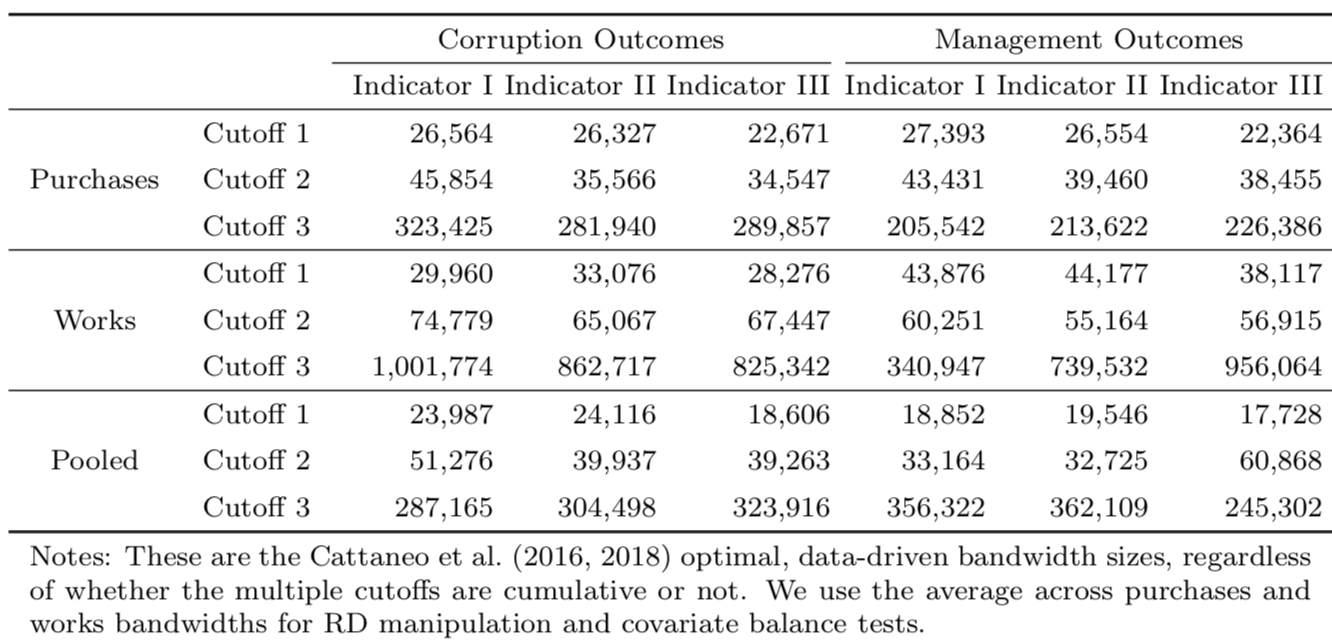 Corruption Outcomes Management Outcomes
Indicator I Indicator II Indicator III Indicator I Indicator II Indicator III
Cutoff 1 26,564 26,327 22,671 27,393 26,554 22,364
Purchases Cutoff 2 45,854 35,566 34,547 43,431 39,460 38,455
Cutoff 3 323,425 281,940 289,857 205,542 213,622 226,386
Cutoff 1 29,960 33,076 28,276 43,876 44,177 38,117
Works Cutoff 2 74,779 65,067 67,447 60,251 55,164 56,915
Cutoff 3 1,001,774 862,717 825,342 340,947 739,532 956,064
Cutoff 1 23,987 24,116 18,606 18,852 19,546 17,728
Pooled Cutoff 2 51,276 39,937 39,263 33,164 32,725 60,868
Cutoff 3 287,165 304,498 323,916 356,322 362,109 245,302
Notes: These are the Cattaneo et al. (2016, 2018) optimal, data-driven bandwidth sizes, regardless
of whether the multiple cutoffs are cumulative or not. We use the average across purchases and
works bandwidths for RD manipulation and covariate balance tests.